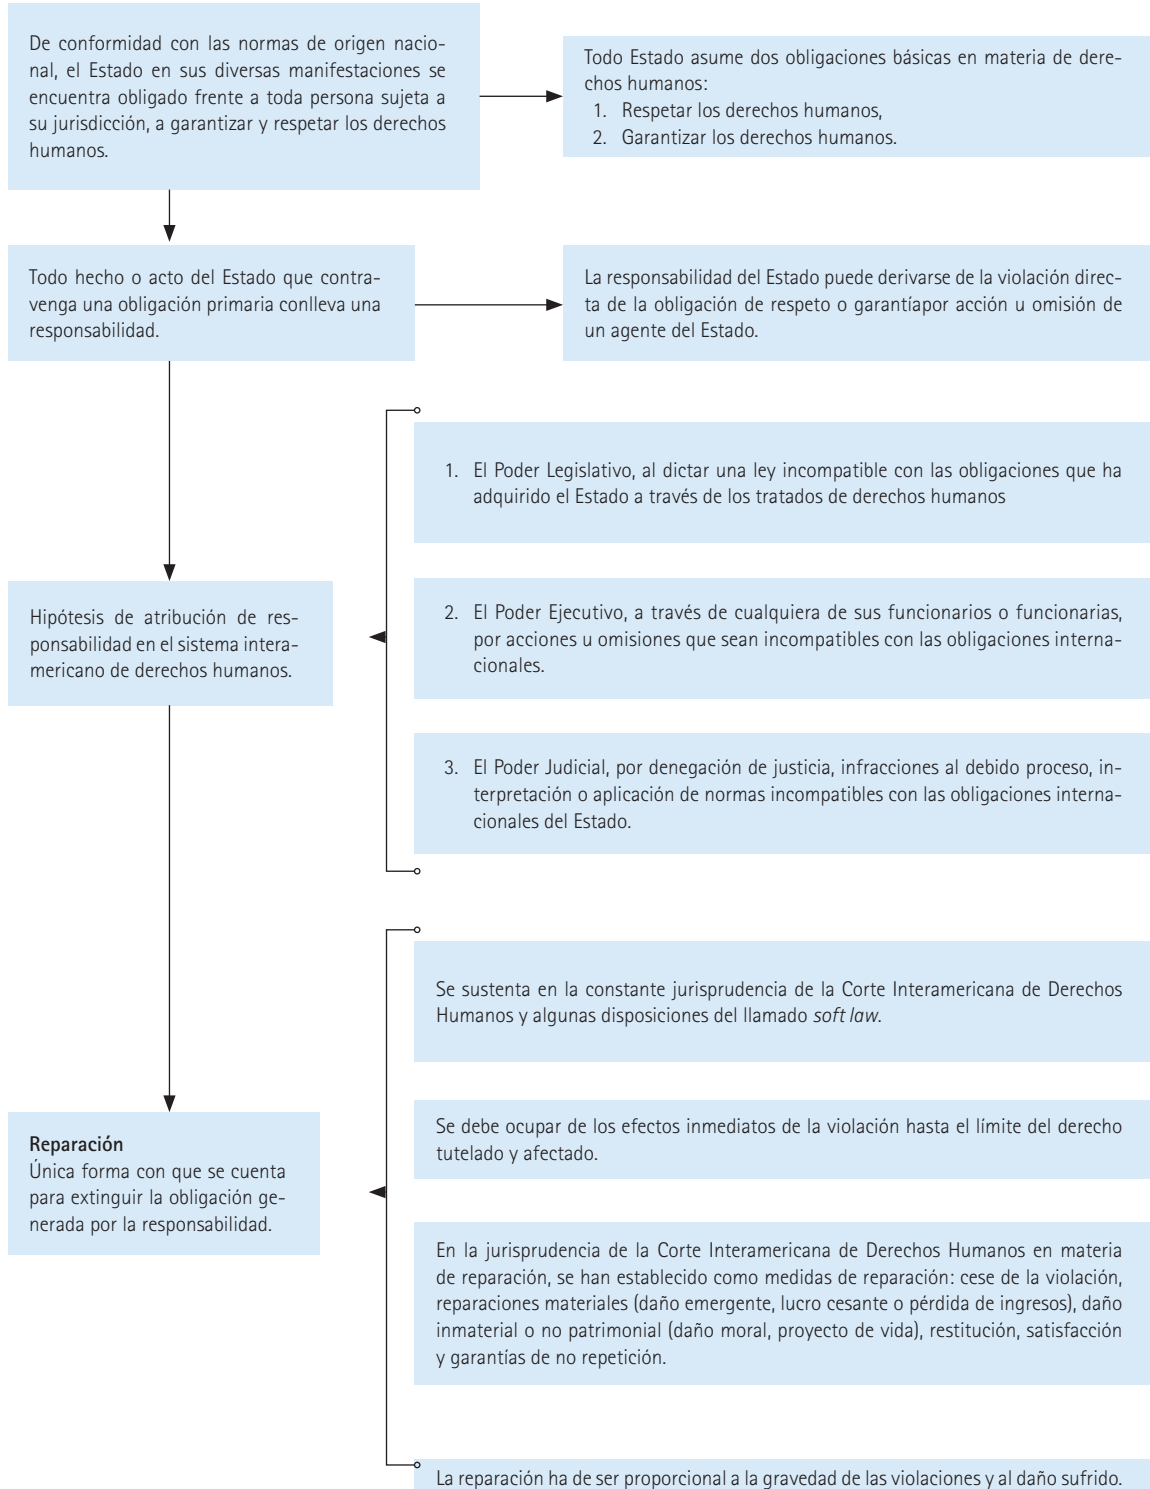 De conformidad con las normas de origen nacio-
nal, el Estado en sus diversas manifestaciones se
encuentra obligado frente a toda persona sujeta a
su jurisdicción, a garantizar y respetar los derechos
humanos.
Todo Estado asume dos obligaciones básicas en materia de dere-
chos humanos:
1. Respetar los derechos humanos,
2. Garantizar los derechos humanos.
Todo hecho o acto del Estado que contra-
venga una obligación primaria conlleva una
responsabilidad.
La responsabilidad del Estado puede derivarse de la violación direc-
ta de la obligación de respeto o garantíapor acción u omisión de
un agente del Estado.
Hipótesis de atribución de res-
ponsabilidad en el sistema intera-
mericano de derechos humanos.
1. El Poder Legislativo, al dictar una ley incompatible con las obligaciones que ha
adquirido el Estado a través de los tratados de derechos humanos
2. El Poder Ejecutivo, a través de cualquiera de sus funcionarios o funcionarias,
por acciones u omisiones que sean incompatibles con las obligaciones interna-
cionales.
3. El Poder Judicial, por denegación de justicia, infracciones al debido proceso, in-
terpretación o aplicación de normas incompatibles con las obligaciones interna-
cionales del Estado.
Reparación
Única forma con que se cuenta
para extinguir la obligación ge-
nerada por la responsabilidad.
Se sustenta en la constante jurisprudencia de la Corte Interamericana de Derechos
Humanos y algunas disposiciones del llamado soft law.
Se debe ocupar de los efectos inmediatos de la violación hasta el límite del derecho
tutelado y afectado.
En la jurisprudencia de la Corte Interamericana de Derechos Humanos en materia
de reparación, se han establecido como medidas de reparación: cese de la violación,
reparaciones materiales (daño emergente, lucro cesante o pérdida de ingresos), daño
inmaterial o no patrimonial (daño moral, proyecto de vida), restitución, satisfacción
y garantías de no repetición.
La reparación ha de ser proporcional a la gravedad de las violaciones y al daño sufrido.